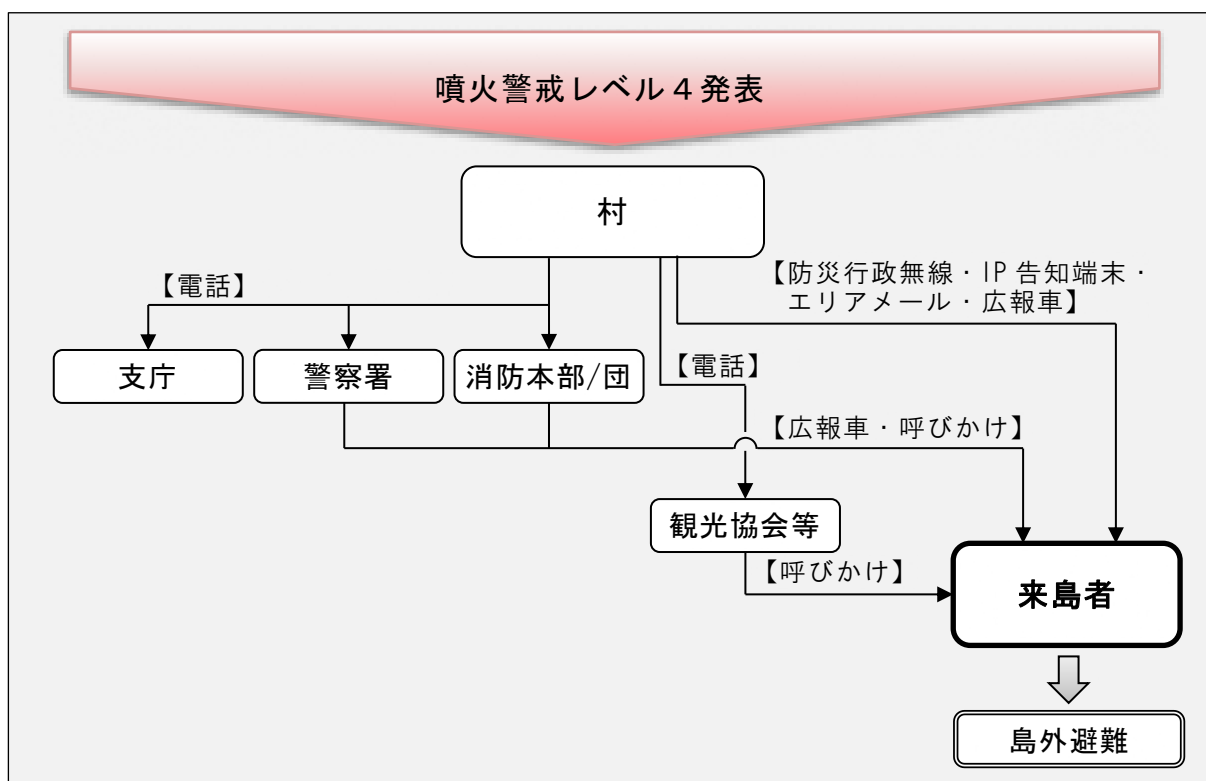 噴火警戒レベル４発表
村
【電話】
【防災行政無線・IP告知端末・
エリアメール・広報車】
支庁
警察署
消防本部/団
【電話】
【広報車・呼びかけ】
観光協会等
【呼びかけ】
来島者
島外避難